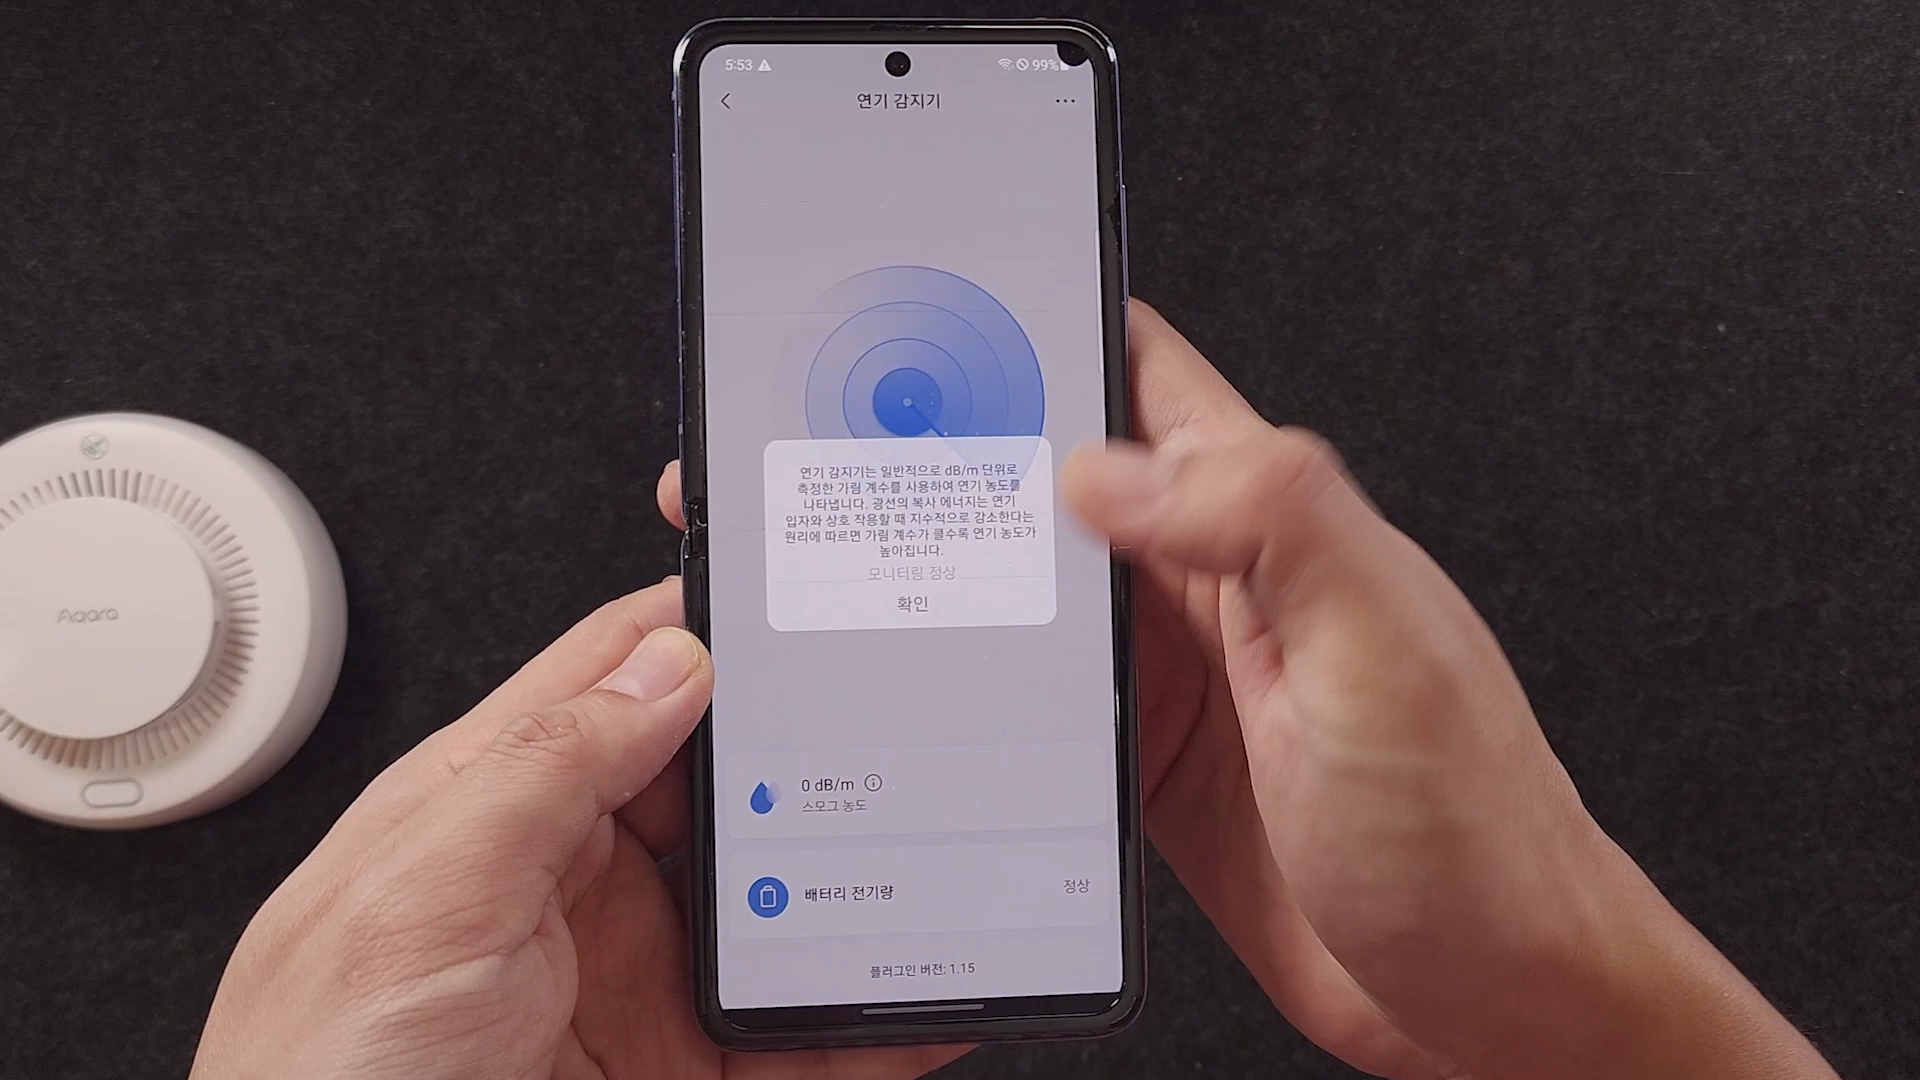 5:53
99%
연기 감지기
연기 감지기는 일반적으로 dB/m 단위로
측정한 가림 계수를 사용하여 연기 농도를
나타냅니다. 광선의 복사 에너지는 연기
입자와 상호 작용할 때 지수적으로 감소한다는
원리에 따르면 가림 계수가 클수록 연기 농도가
높아집니다.
모니터링 정상
확인
Aqara
0 dB/m
스모그 농도
배터리 전기량
정상
플러그인 버전: 1.15